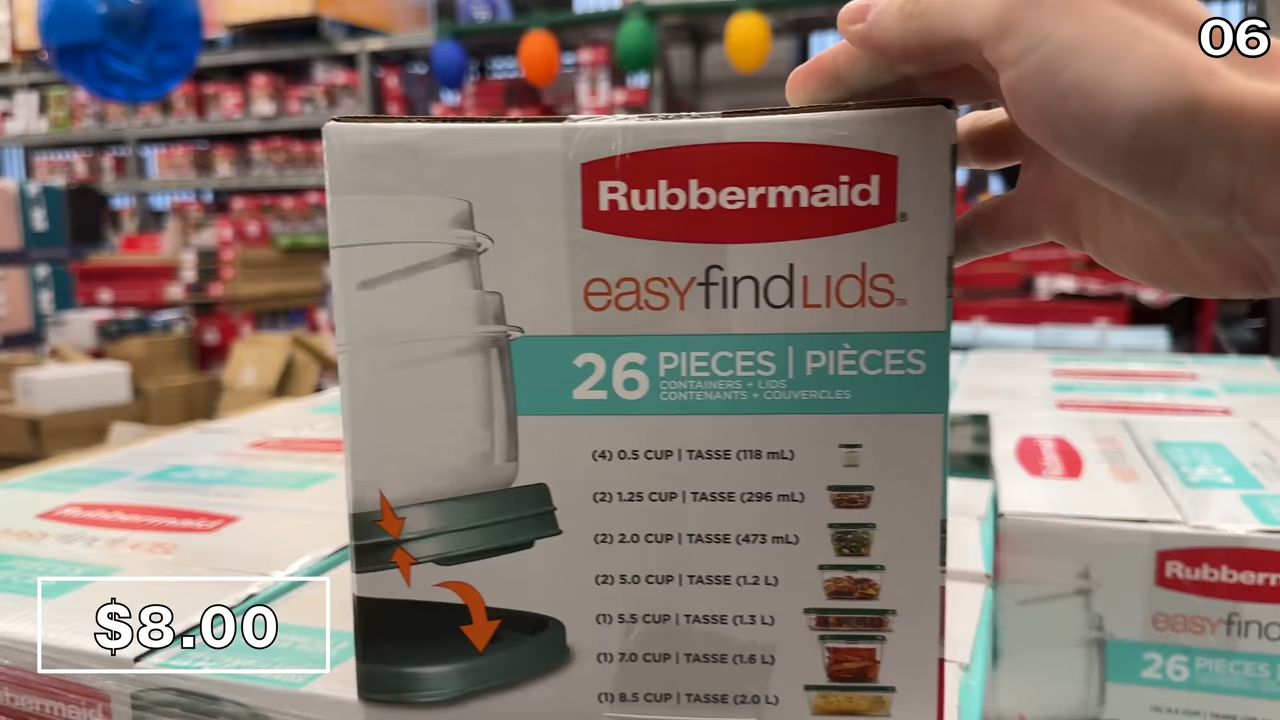 06
Rubbermaid®
easyfindLids™
26 PIECES | PIÈCES
CONTAINERS + LIDS
CONTENANTS + COUVERCLES
(4) 0.5 CUP | TASSE (118 mL)
(2) 1.25 CUP | TASSE (296 mL)
(2) 2.0 CUP | TASSE (473 mL)
(2) 5.0 CUP | TASSE (1.2 L)
(1) 5.5 CUP | TASSE (1.3 L)
(1) 7.0 CUP | TASSE (1.6 L)
(1) 8.5 CUP | TASSE (2.0 L)
$8.00
Rubbermaid
Rubberm
easyfind
26 PIECES